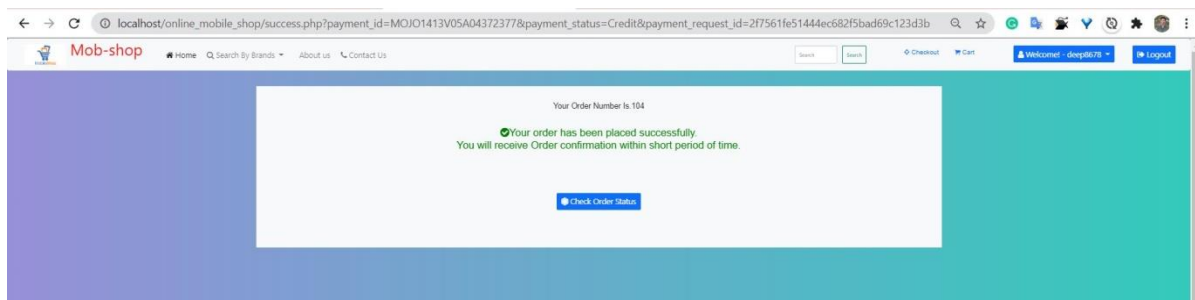 localhost/online_mobile_shop/success.php?payment_id=MOJO1413V05A04372377&payment_status=Credit&payment_request_id=2f7561fe51444ec682f5bad69c123d3b
Mob-shop Home Search By Brands About us Contact Us Search Search Checkout Cart Welcome! - deep8678 Logout
Your Order Number Is.104
Your order has been placed successfully.
You will receive Order confirmation within short period of time.
Check Order Status